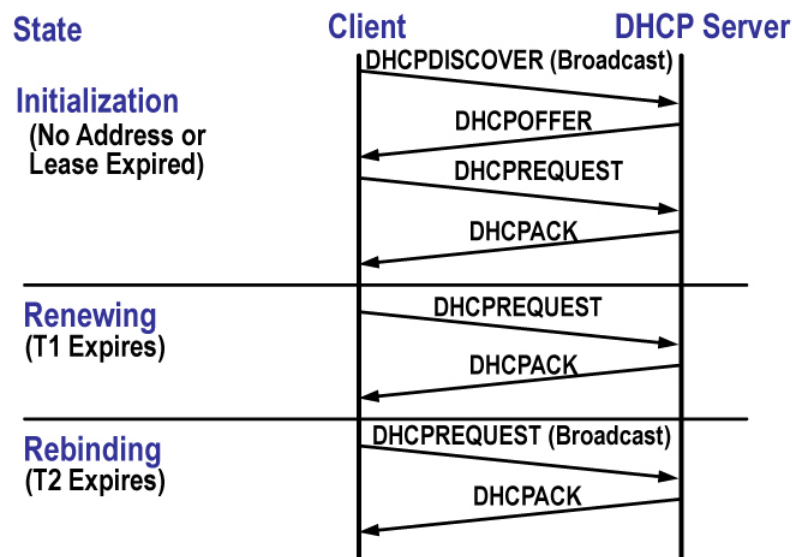 State
Client
DHCP Server
DHCPDISCOVER (Broadcast)
Initialization
(No Address or
Lease Expired)
DHCPOFFER
DHCPREQUEST
DHCPACK
Renewing
(T1 Expires)
DHCPREQUEST
DHCPACK
Rebinding
(T2 Expires)
DHCPREQUEST (Broadcast)
DHCPACK